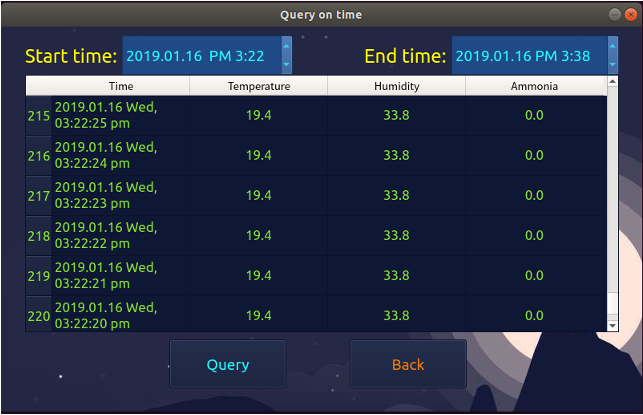 Query on time
Start time: 2019.01.16 PM 3:22 End time: 2019.01.16 PM 3:38
Time Temperature Humidity Ammonia
215 2019.01.16 Wed, 03:22:25 pm 19.4 33.8 0.0
216 2019.01.16 Wed, 03:22:24 pm 19.4 33.8 0.0
217 2019.01.16 Wed, 03:22:23 pm 19.4 33.8 0.0
218 2019.01.16 Wed, 03:22:22 pm 19.4 33.8 0.0
219 2019.01.16 Wed, 03:22:21 pm 19.4 33.8 0.0
220 2019.01.16 Wed, 03:22:20 pm 19.4 33.8 0.0
Query Back